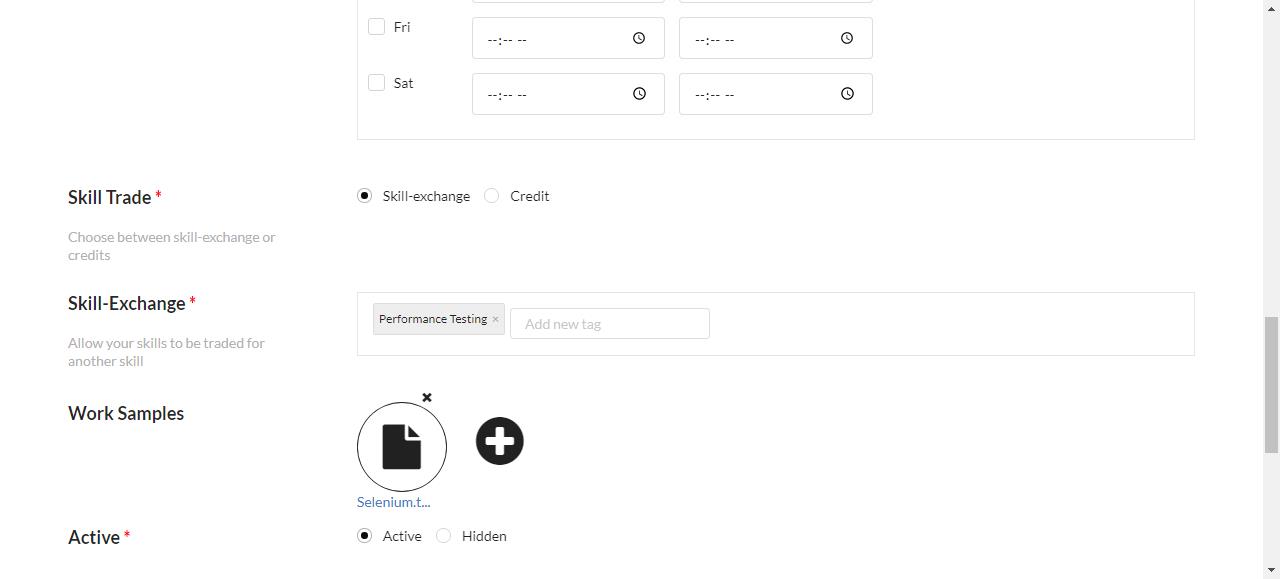 Fri --:-- -- --:-- --
Sat --:-- -- --:-- --
Skill Trade * Skill-exchange Credit
Choose between skill-exchange or
credits
Skill-Exchange * Performance Testing × Add new tag
Allow your skills to be traded for
another skill
Work Samples
Selenium.t...
Active * Active Hidden